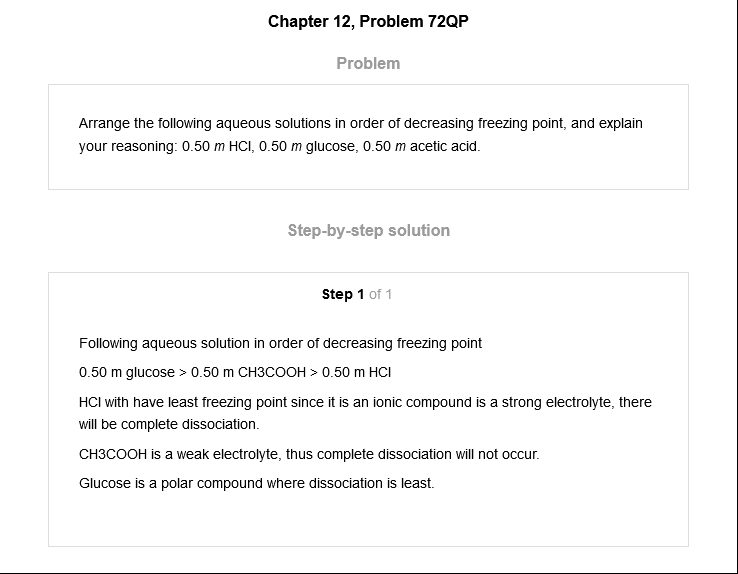 Chapter 12, Problem 72QP
Problem
Arrange the following aqueous solutions in order of decreasing freezing point, and explain
your reasoning: 0.50 m HCl, 0.50 m glucose, 0.50 m acetic acid.
Step-by-step solution
Step 1 of 1
Following aqueous solution in order of decreasing freezing point
0.50 m glucose > 0.50 m CH3COOH > 0.50 m HCl
HCl with have least freezing point since it is an ionic compound is a strong electrolyte, there
will be complete dissociation.
CH3COOH is a weak electrolyte, thus complete dissociation will not occur.
Glucose is a polar compound where dissociation is least.